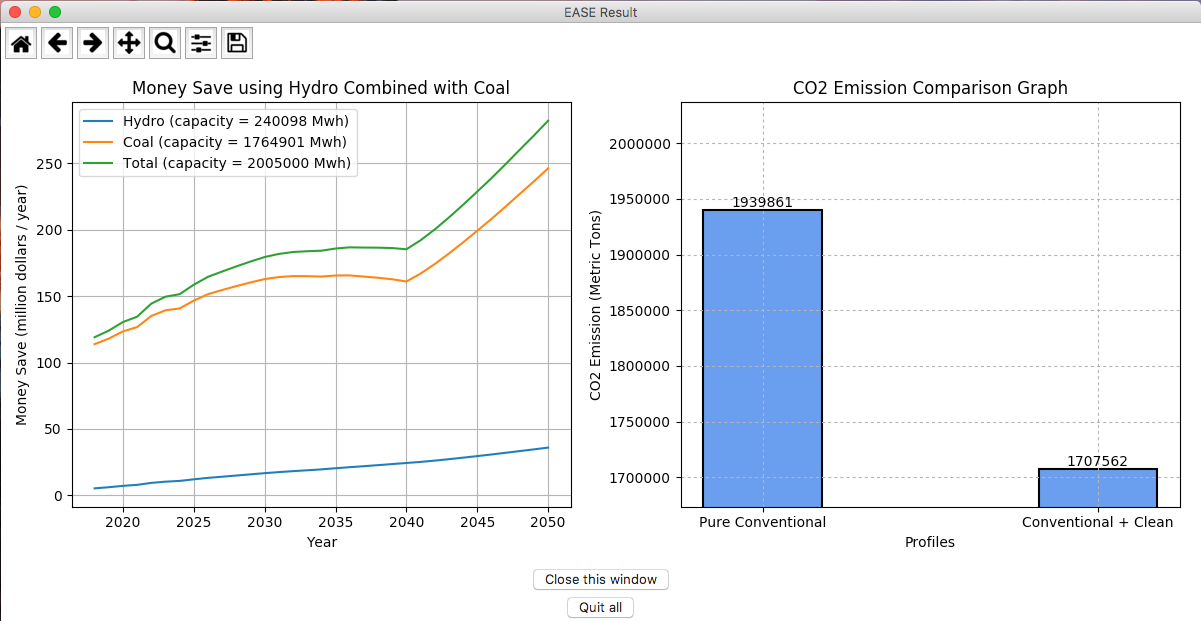 EASE Result
Money Save using Hydro Combined with Coal
Hydro (capacity = 240098 Mwh)
Coal (capacity = 1764901 Mwh)
Total (capacity = 2005000 Mwh)
Money Save (million dollars / year)
250
200
150
100
50
0
2020 2025 2030 2035 2040 2045 2050
Year
CO2 Emission Comparison Graph
CO2 Emission (Metric Tons)
2000000
1950000
1900000
1850000
1800000
1750000
1700000
1939861
1707562
Pure Conventional Conventional + Clean
Profiles
Close this window
Quit all